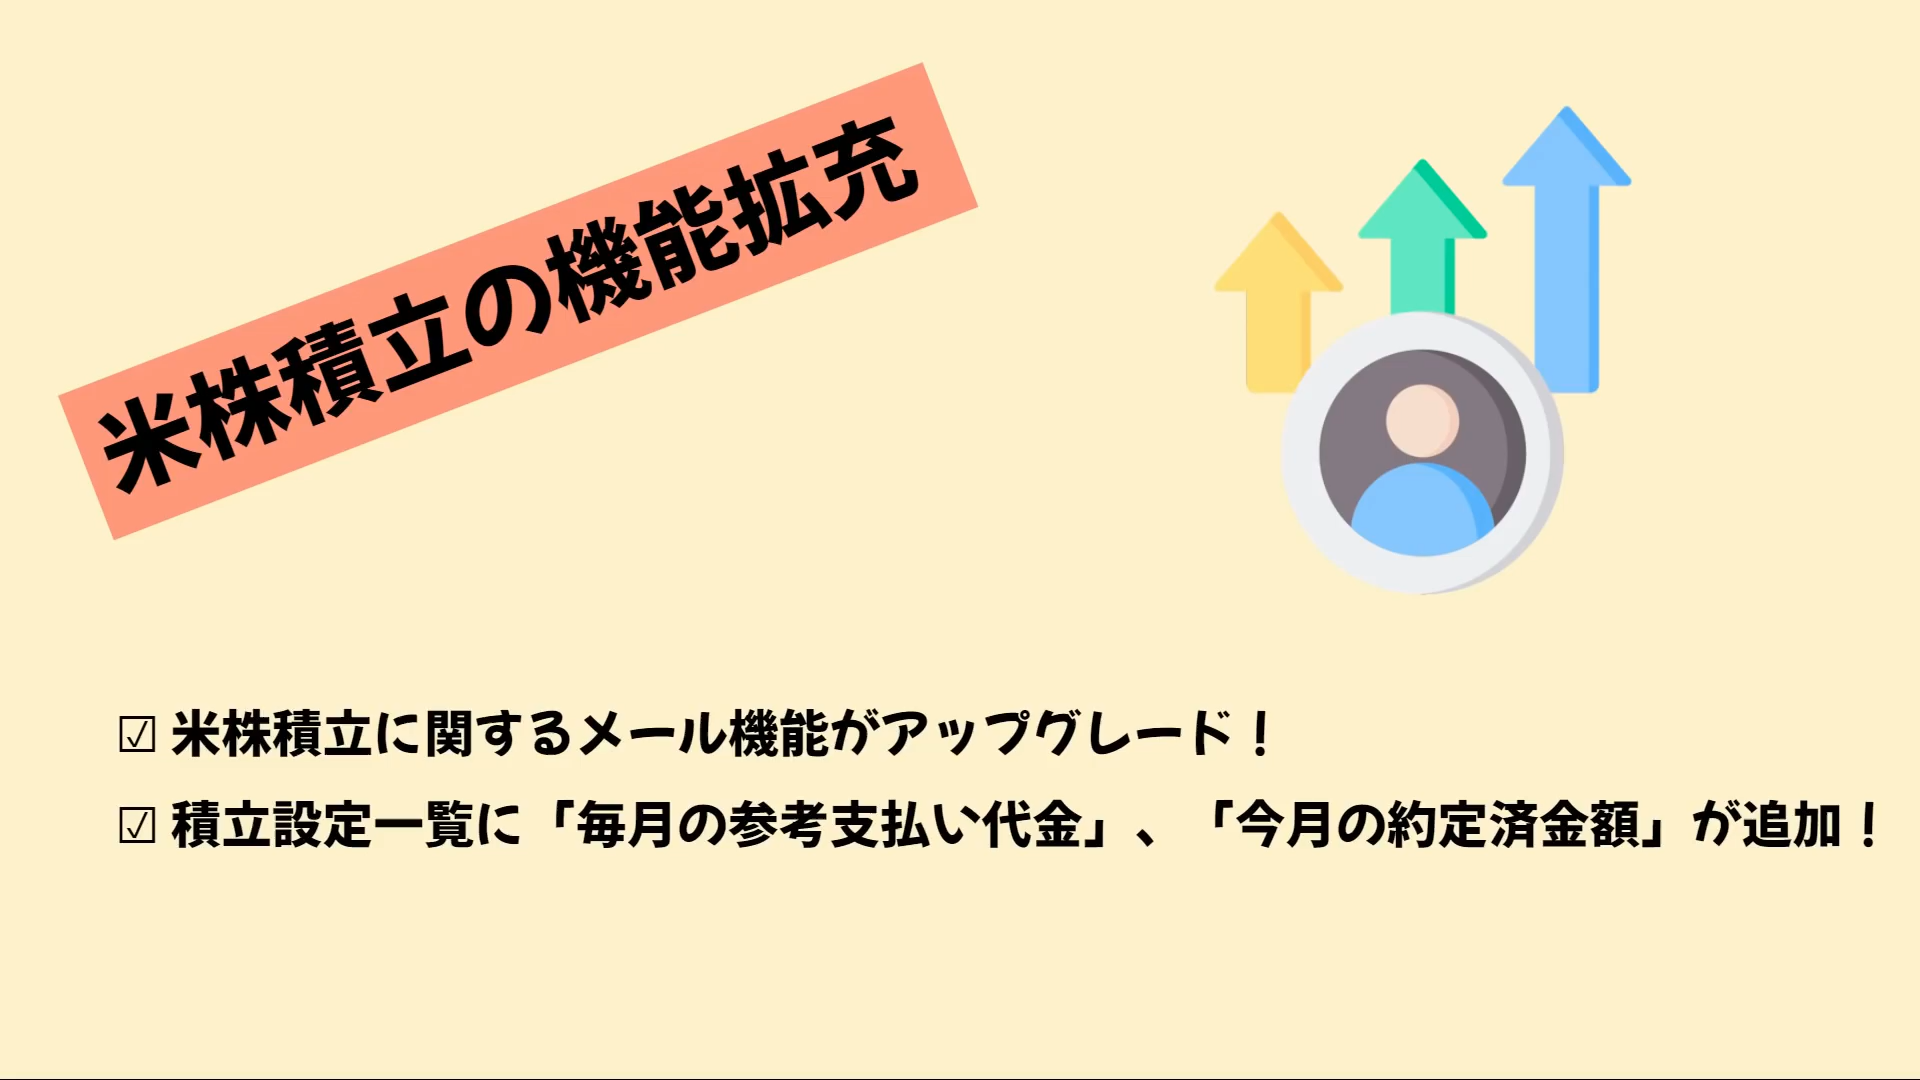 米株積立の機能拡充
☑ 米株積立に関するメール機能がアップグレード！
☑ 積立設定一覧に「毎月の参考支払い代金」、「今月の約定済金額」が追加！